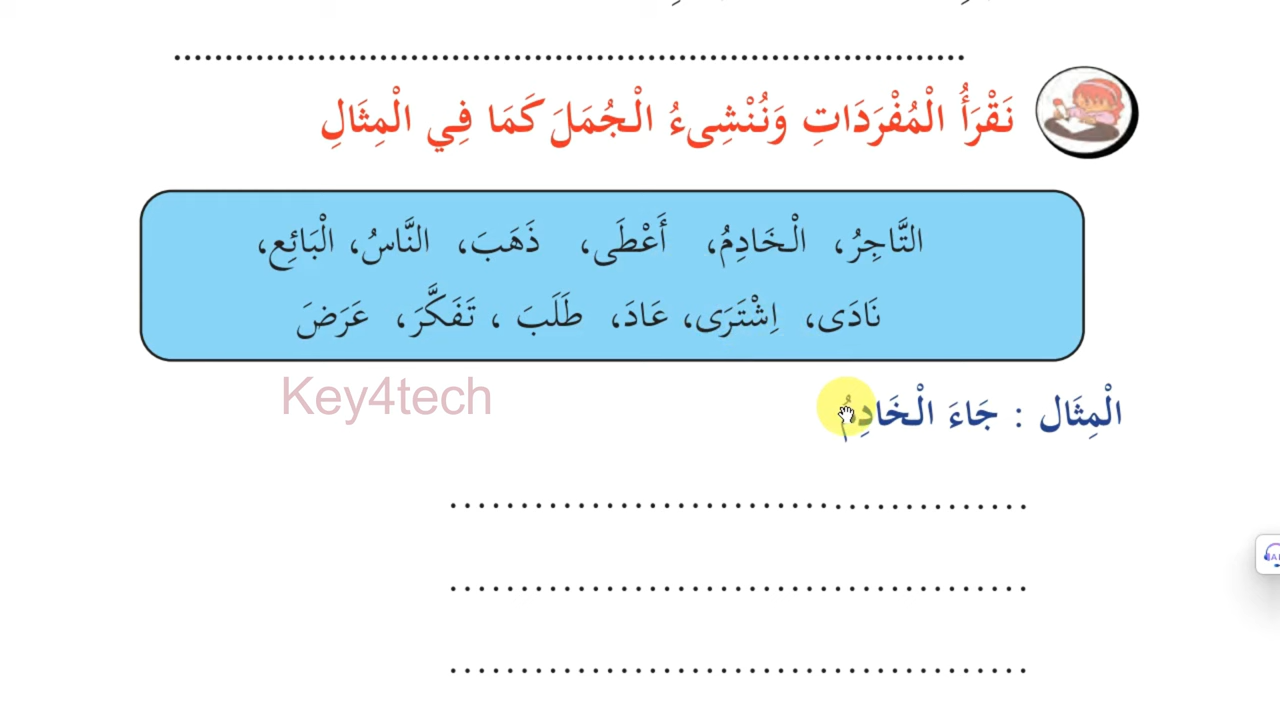 نَقْرَأُ الْمُفْرَدَاتِ وَنُنْشِىءُ الْجُمَلَ كَمَا فِي الْمِثَالِ
التَّاجِرُ، الْخَادِمُ، أَعْطَى، ذَهَبَ، النَّاسُ، الْبَائِع،
نَادَى، اِشْتَرَى، عَادَ، طَلَبَ ، تَفَكَّرَ، عَرَضَ
Key4tech
الْمِثَال : جَاءَ الْخَادِمُ